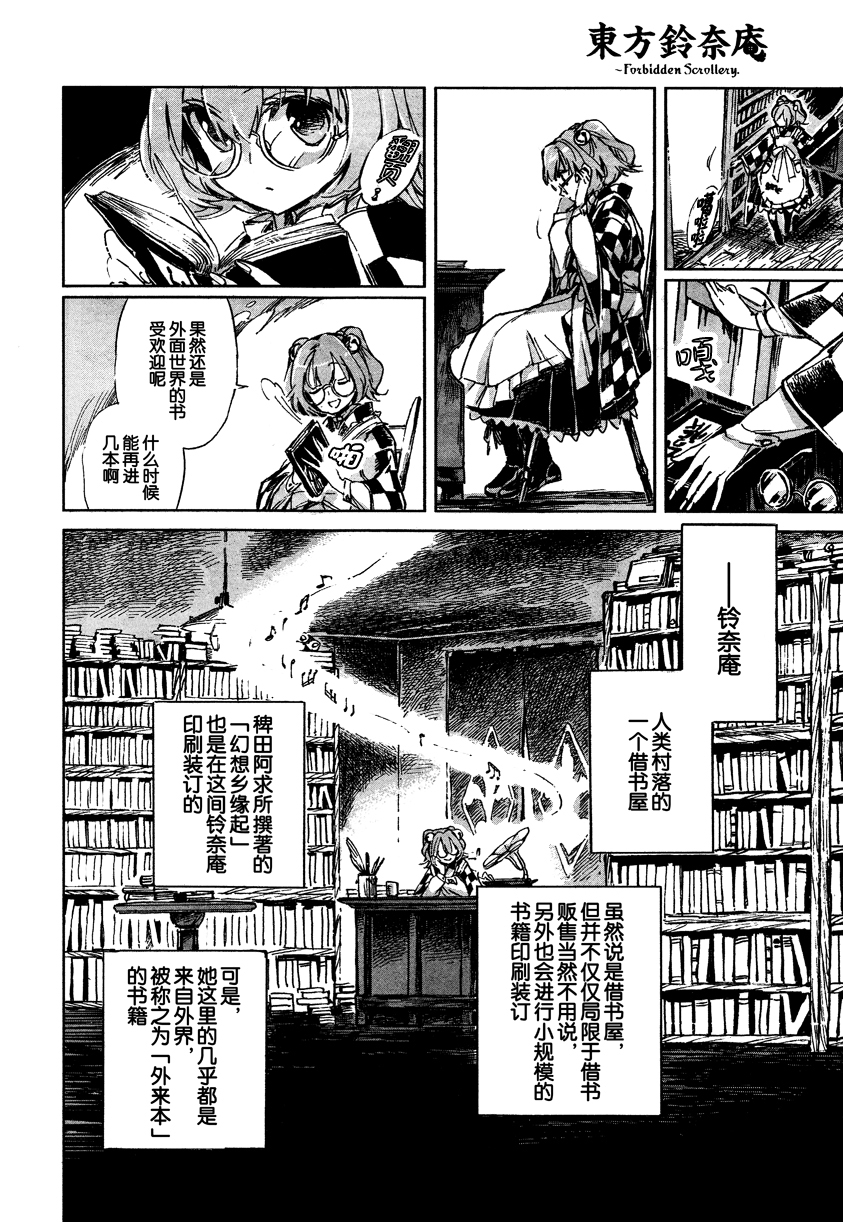 東方鈴奈庵
~Forbidden Scrollery.
嘎
翻页
果然还是
外面世界的书
受欢迎呢
什么时候
能再进
几本啊
——铃奈庵
人类村落的
一个借书屋
虽然说是借书屋，
但并不仅仅局限于借书
贩售当然不用说，
另外也会进行小规模的
书籍印刷装订
稗田阿求所撰著的
「幻想乡缘起」
也是在这间铃奈庵
印刷装订的
可是，
她这里的几乎都是
来自外界，
被称之为「外来本」
的书籍